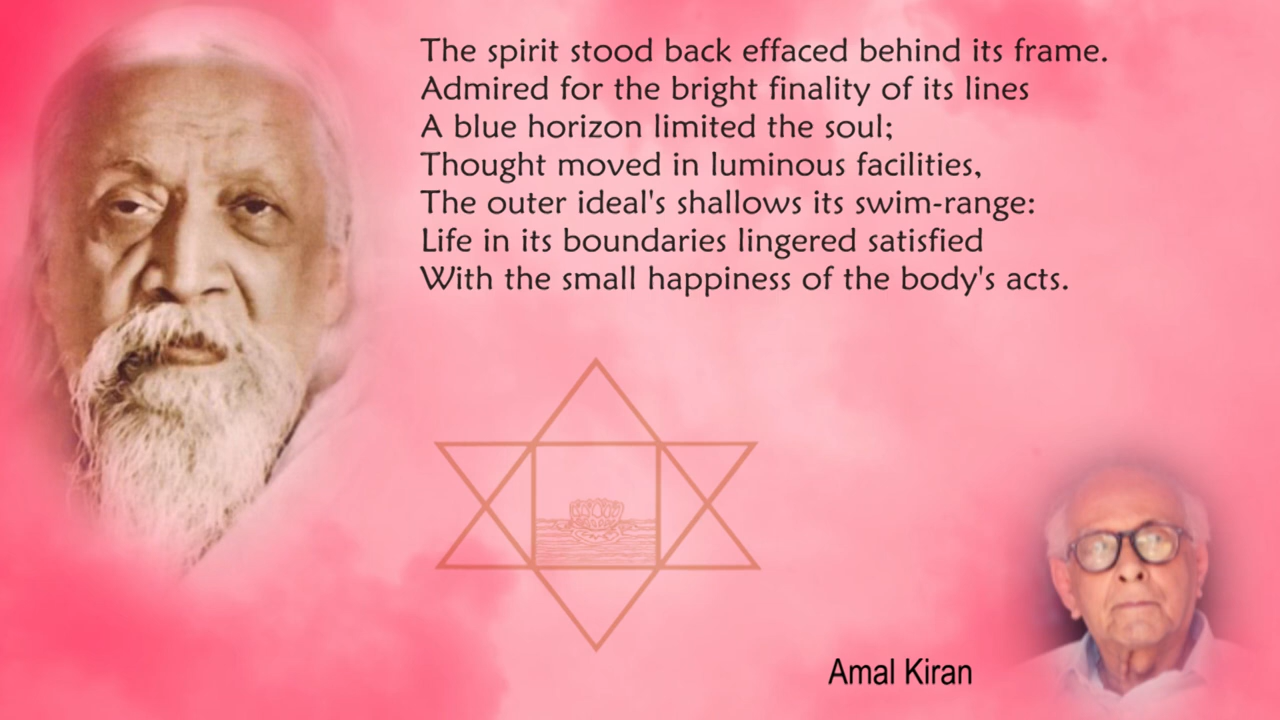 The spirit stood back effaced behind its frame.
Admired for the bright finality of its lines
A blue horizon limited the soul;
Thought moved in luminous facilities,
The outer ideal's shallows its swim-range:
Life in its boundaries lingered satisfied
With the small happiness of the body's acts.
Amal Kiran